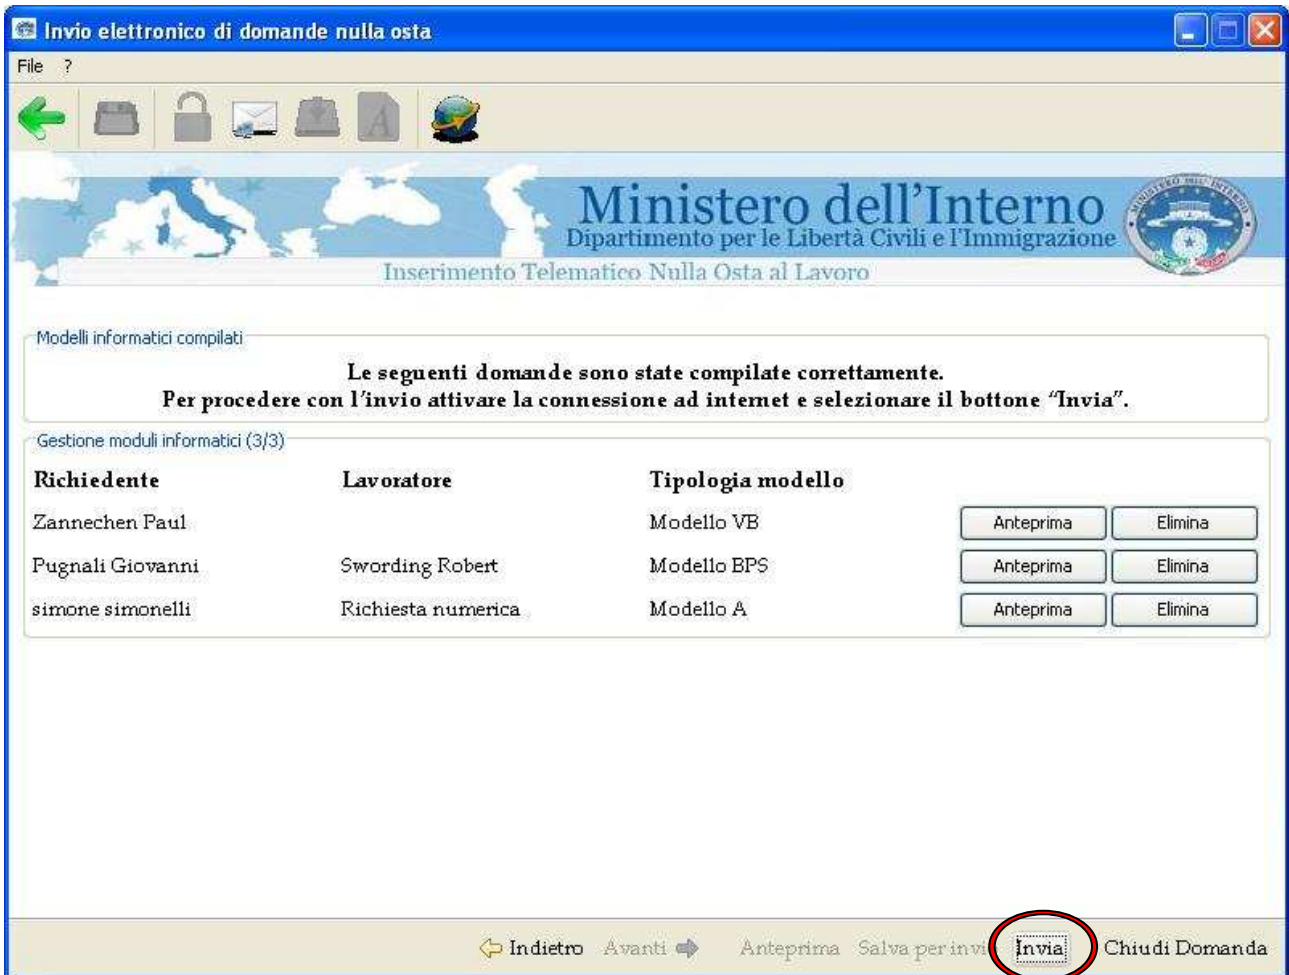 Invio elettronico di domande nulla osta
File ?
Ministero dell'Interno
Dipartimento per le Libertà Civili e l'Immigrazione
Inserimento Telematico Nulla Osta al Lavoro
Modelli informatici compilati
Le seguenti domande sono state compilate correttamente.
Per procedere con l'invio attivare la connessione ad internet e selezionare il bottone "Invia".
Gestione moduli informatici (3/3)
Richiedente Lavoratore Tipologia modello
Zannechen Paul Modello VB Anteprima Elimina
Pugnali Giovanni Swording Robert Modello BPS Anteprima Elimina
simone simonelli Richiesta numerica Modello A Anteprima Elimina
Indietro Avanti Anteprima Salva per invi Invia Chiudi Domanda